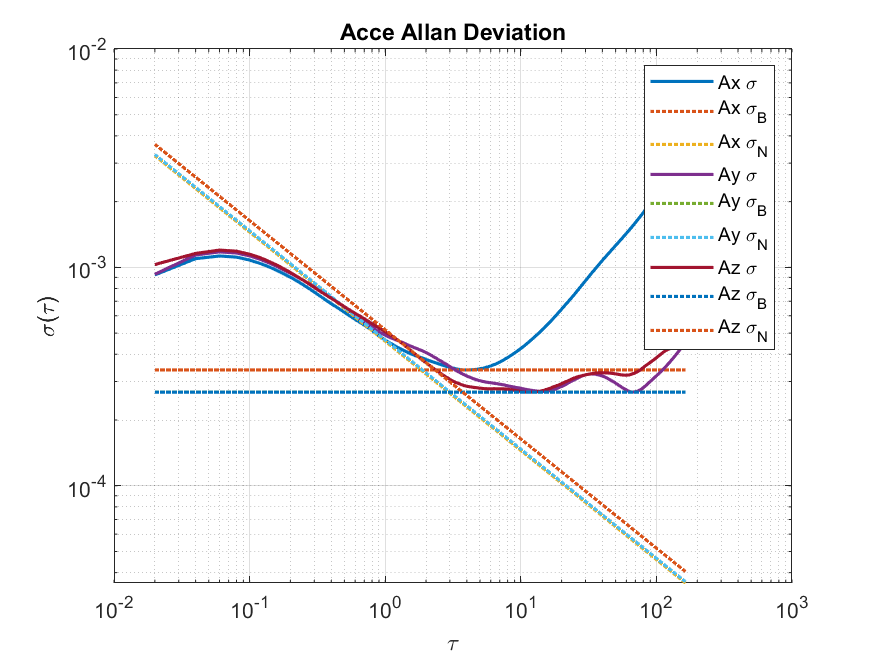 Acce Allan Deviation
10^-2
10^-3
10^-4
σ(τ)
10^-2
10^-1
10^0
10^1
10^2
10^3
τ
Ax σ
Ax σ_B
Ax σ_N
Ay σ
Ay σ_B
Ay σ_N
Az σ
Az σ_B
Az σ_N